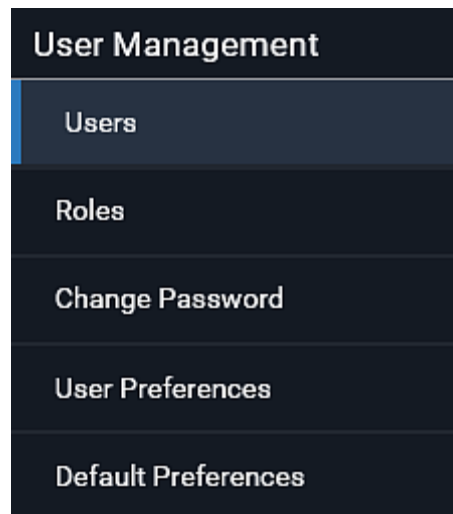 User Management
Users
Roles
Change Password
User Preferences
Default Preferences